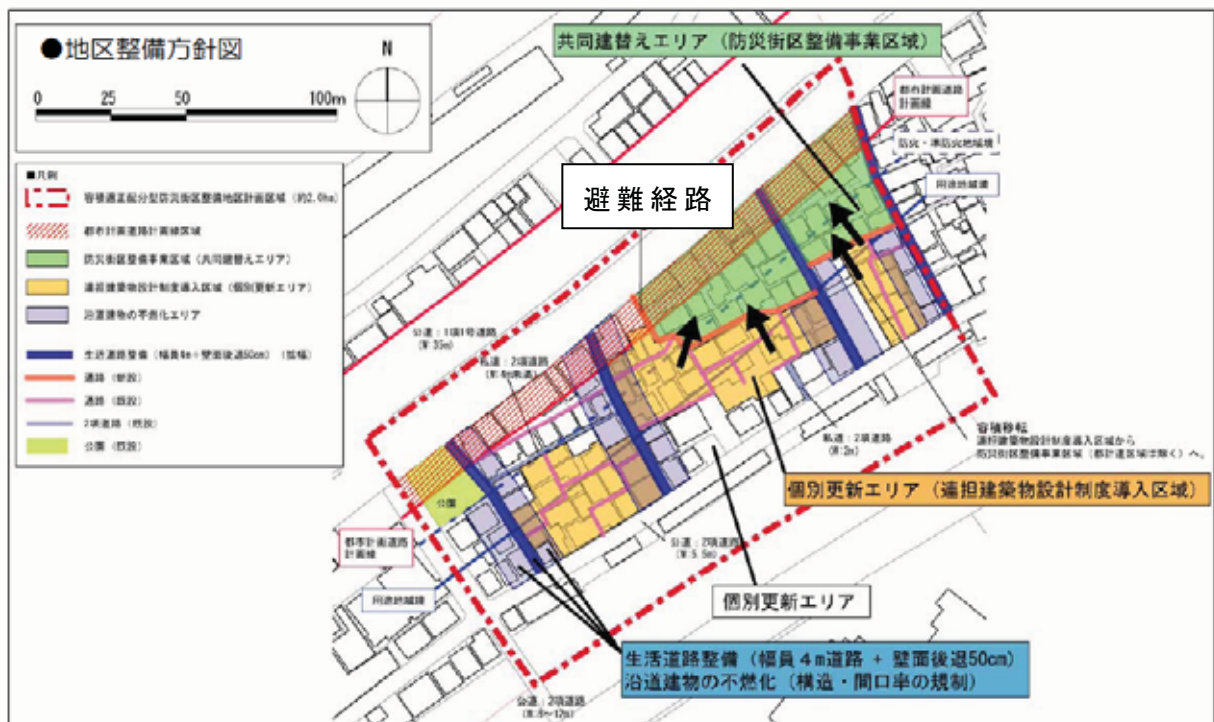 ●地区整備方針図
N
0 25 50 100m
■凡例
容積適正配分型防災街区整備地区計画区域（約2.0ha）
都市計画道路計画線区域
防災街区整備事業区域（共同建替えエリア）
連担建築物設計制度導入区域（個別更新エリア）
沿道建物の不燃化エリア
生活道路整備（幅員4m＋壁面後退50cm）（拡幅）
通路（新設）
通路（既設）
2項道路（既設）
公園（既設）
共同建替えエリア（防災街区整備事業区域）
都市計画道路
計画線
防火・準防火地域境
用途地域境
避難経路
公道：1項1号道路
(W:35m)
私道：2項道路
容積移転
連担建築物設計制度導入区域から
防災街区整備事業区域（都計道区域は除く）へ。
私道：2項道路
(W:2m)
個別更新エリア（連担建築物設計制度導入区域）
公園
公道：2項道路
(W:5.5m)
都市計画道路
計画線
用途地域境
個別更新エリア
生活道路整備（幅員４ｍ道路 + 壁面後退50cm）
沿道建物の不燃化（構造・間口率の規制）
公道：2項道路
(W:8～12m)